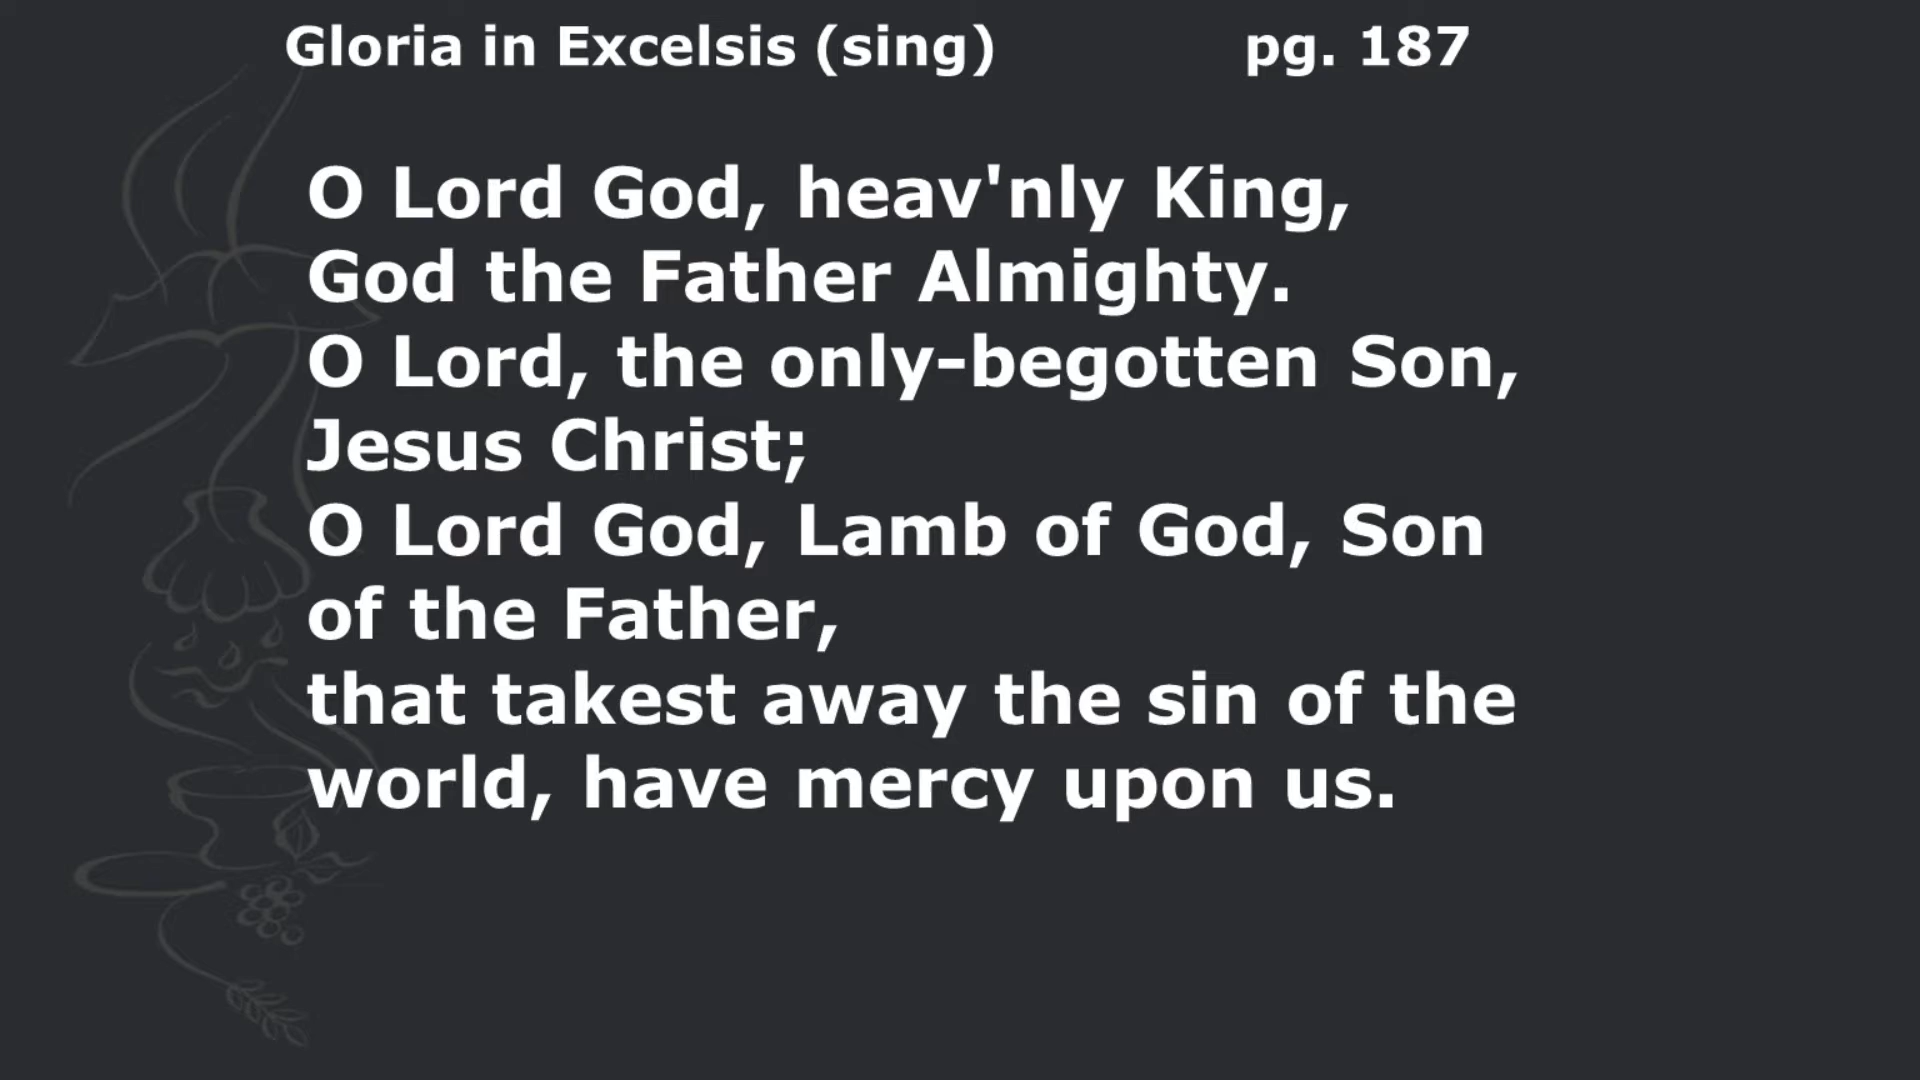 Gloria in Excelsis (sing) pg. 187
O Lord God, heav'nly King,
God the Father Almighty.
O Lord, the only-begotten Son,
Jesus Christ;
O Lord God, Lamb of God, Son
of the Father,
that takest away the sin of the
world, have mercy upon us.